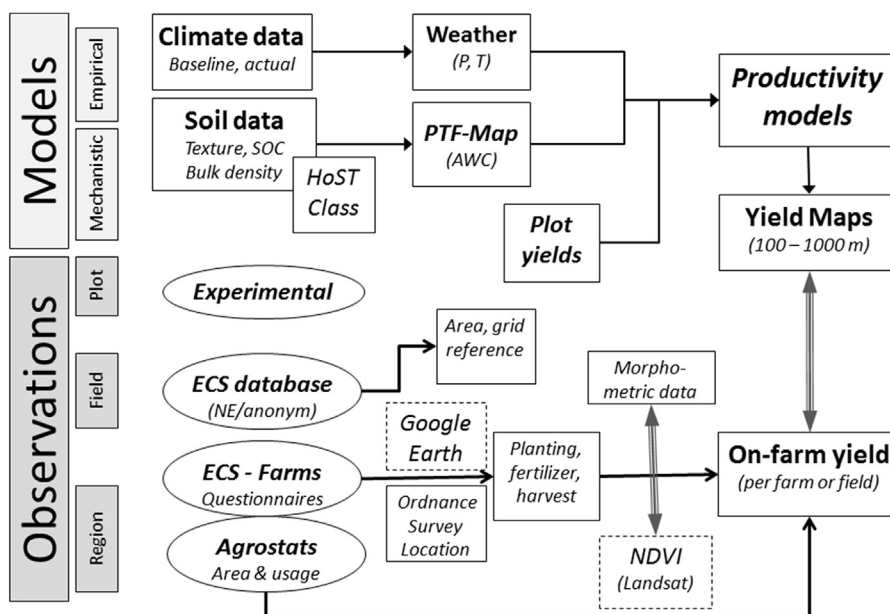 Models
Empirical
Mechanistic
Climate data
Baseline, actual
Weather
(P, T)
Productivity
models
Soil data
Texture, SOC
Bulk density
HoST
Class
PTF-Map
(AWC)
Plot
yields
Yield Maps
(100 – 1000 m)
Observations
Plot
Field
Region
Experimental
ECS database
(NE/anonym)
Area, grid
reference
Morpho-
metric data
Google
Earth
ECS - Farms
Questionnaires
Ordnance
Survey
Location
Planting,
fertilizer,
harvest
On-farm yield
(per farm or field)
Agrostats
Area & usage
NDVI
(Landsat)